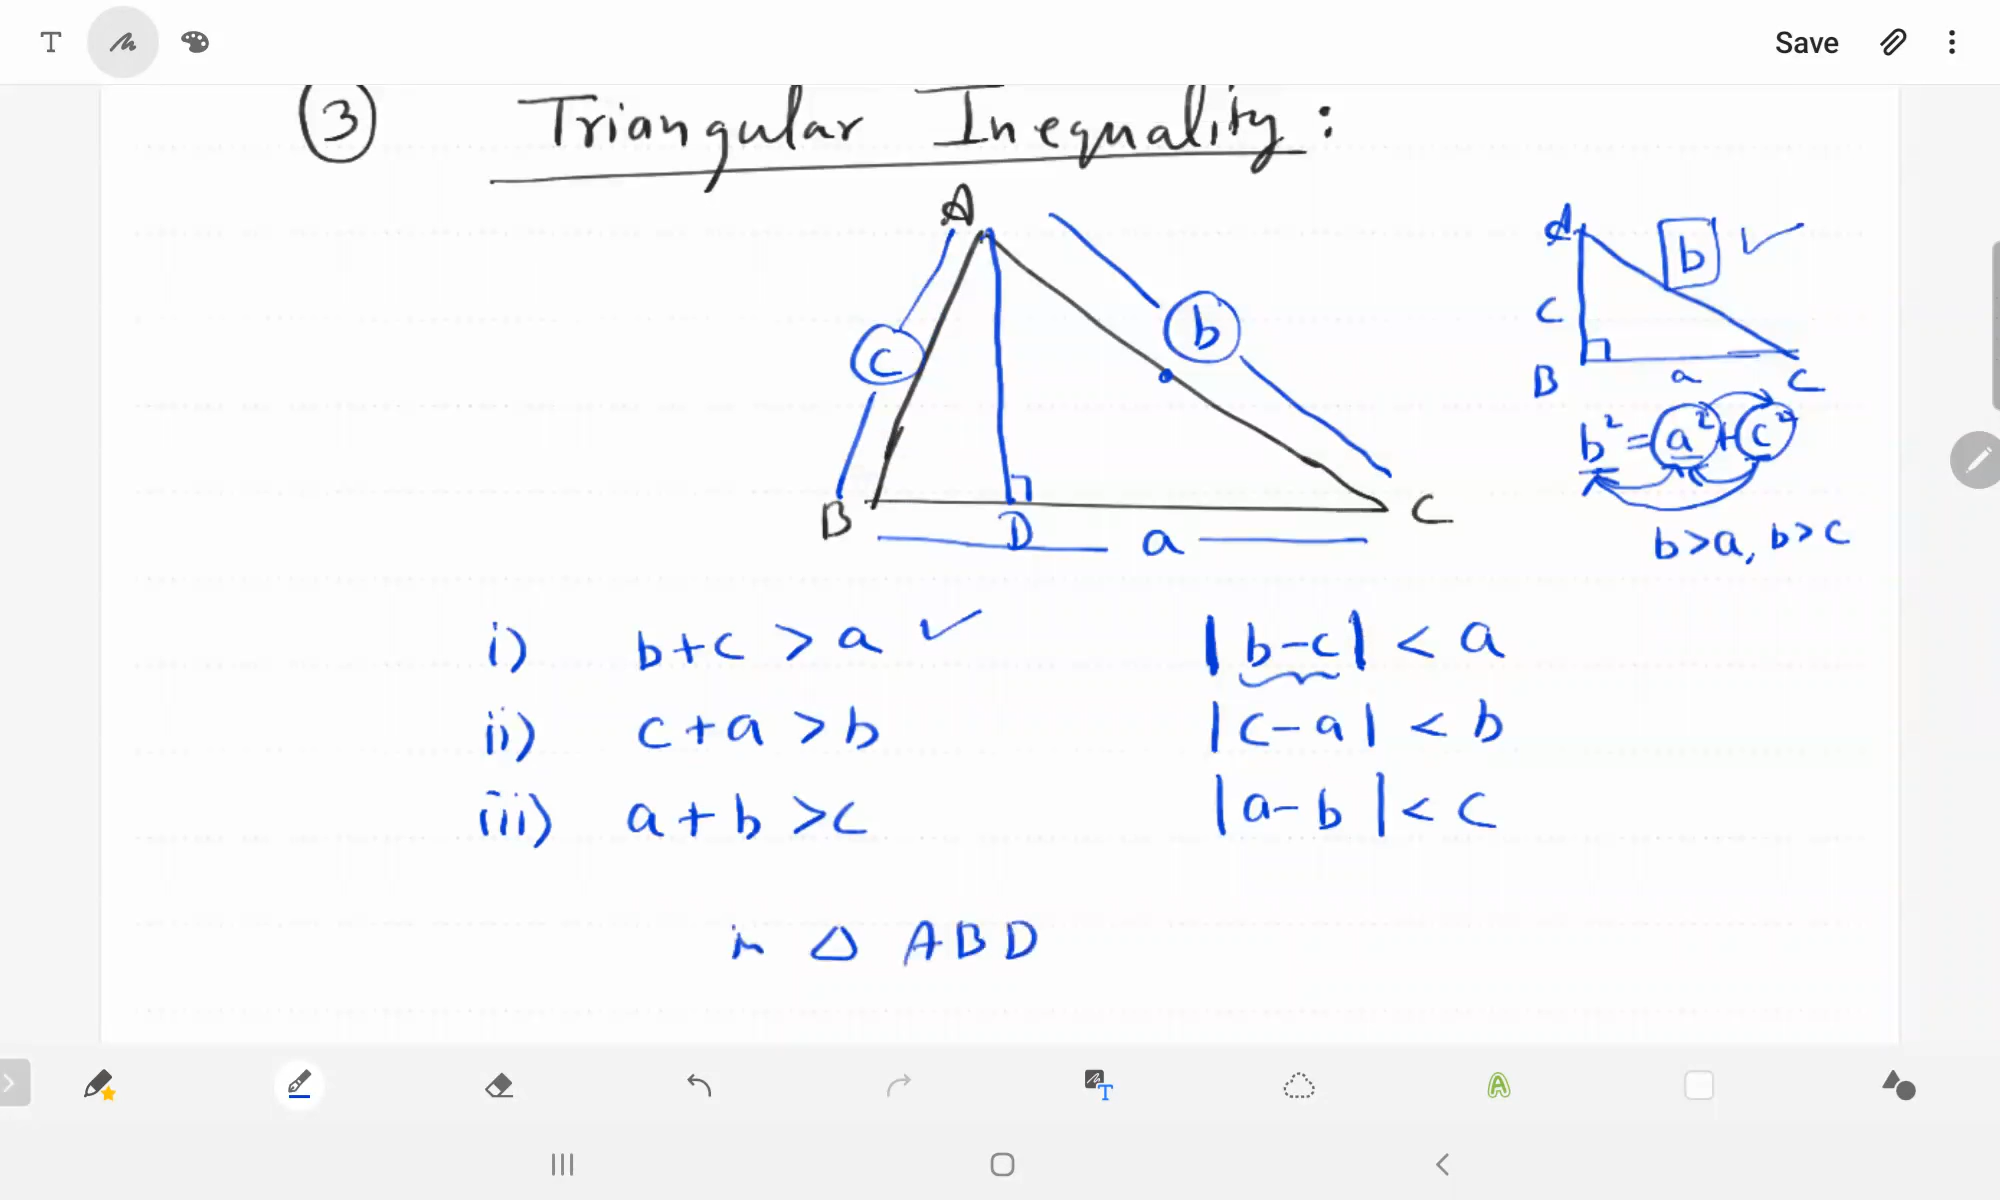 Save
③ Triangular Inequality:
A
c
b
B
D
a
C
A
b ✓
c
B
a
C
b² = a² + c²
b > a, b > c
i) b + c > a ✓ |b - c| < a
ii) c + a > b |c - a| < b
iii) a + b > c |a - b| < c
in △ ABD